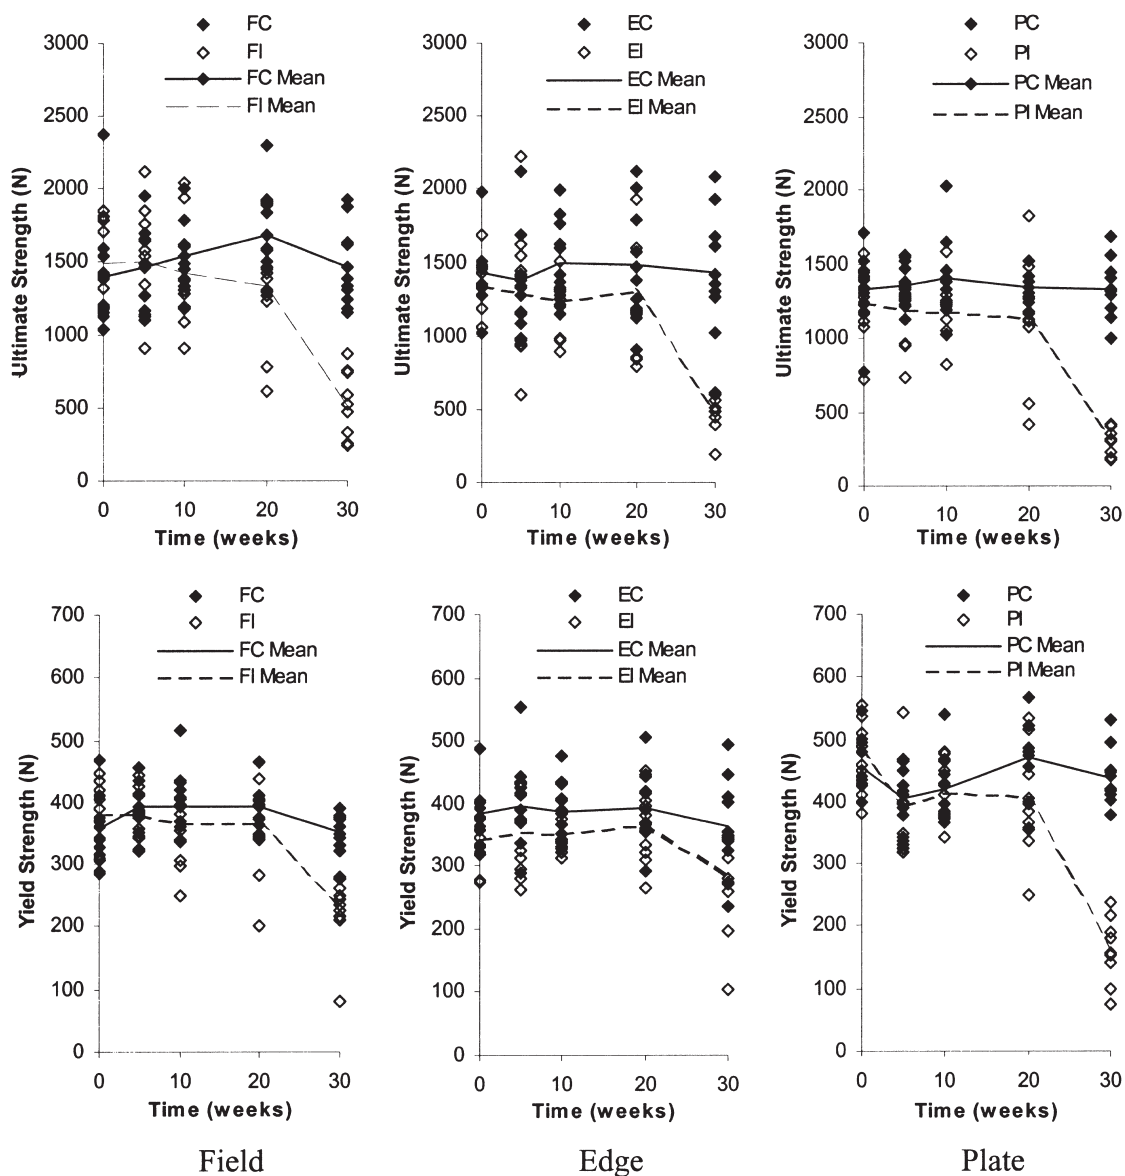 FC
FI
FC Mean
FI Mean
3000
2500
2000
1500
1000
500
0
Ultimate Strength (N)
0 5 10 20 30
Time (weeks)
EC
EI
EC Mean
EI Mean
3000
2500
2000
1500
1000
500
0
Ultimate Strength (N)
0 5 10 20 30
Time (weeks)
PC
PI
PC Mean
PI Mean
3000
2500
2000
1500
1000
500
0
Ultimate Strength (N)
0 5 10 20 30
Time (weeks)
FC
FI
FC Mean
FI Mean
700
600
500
400
300
200
100
0
Yield Strength (N)
0 5 10 20 30
Time (weeks)
EC
EI
EC Mean
EI Mean
700
600
500
400
300
200
100
0
Yield Strength (N)
0 5 10 20 30
Time (weeks)
PC
PI
PC Mean
PI Mean
700
600
500
400
300
200
100
0
Yield Strength (N)
0 5 10 20 30
Time (weeks)
Field Edge Plate